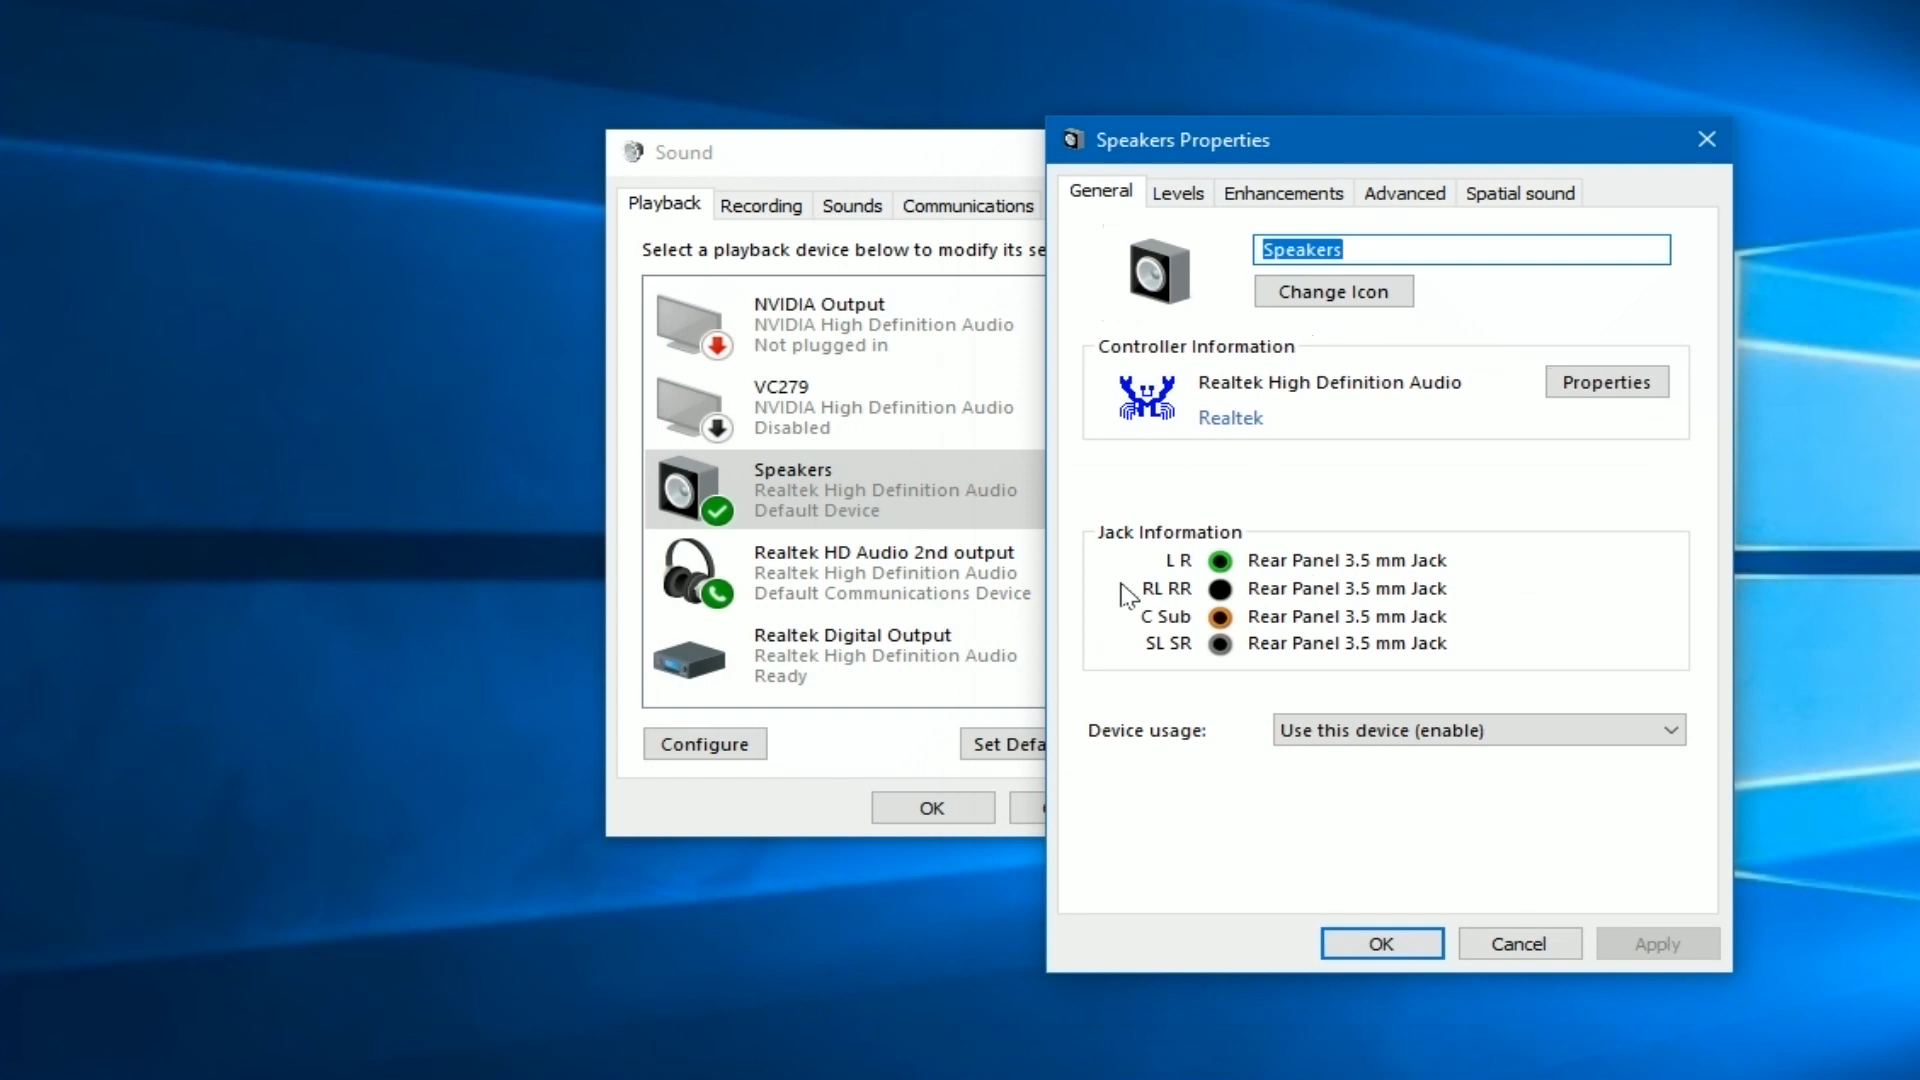 Sound
Playback
Recording
Sounds
Communications
Select a playback device below to modify its se
NVIDIA Output
NVIDIA High Definition Audio
Not plugged in
VC279
NVIDIA High Definition Audio
Disabled
Speakers
Realtek High Definition Audio
Default Device
Realtek HD Audio 2nd output
Realtek High Definition Audio
Default Communications Device
Realtek Digital Output
Realtek High Definition Audio
Ready
Configure
Set Defa
OK
Speakers Properties
General
Levels
Enhancements
Advanced
Spatial sound
Speakers
Change Icon
Controller Information
Realtek High Definition Audio
Properties
Realtek
Jack Information
L R Rear Panel 3.5 mm Jack
RL RR Rear Panel 3.5 mm Jack
C Sub Rear Panel 3.5 mm Jack
SL SR Rear Panel 3.5 mm Jack
Device usage:
Use this device (enable)
OK
Cancel
Apply